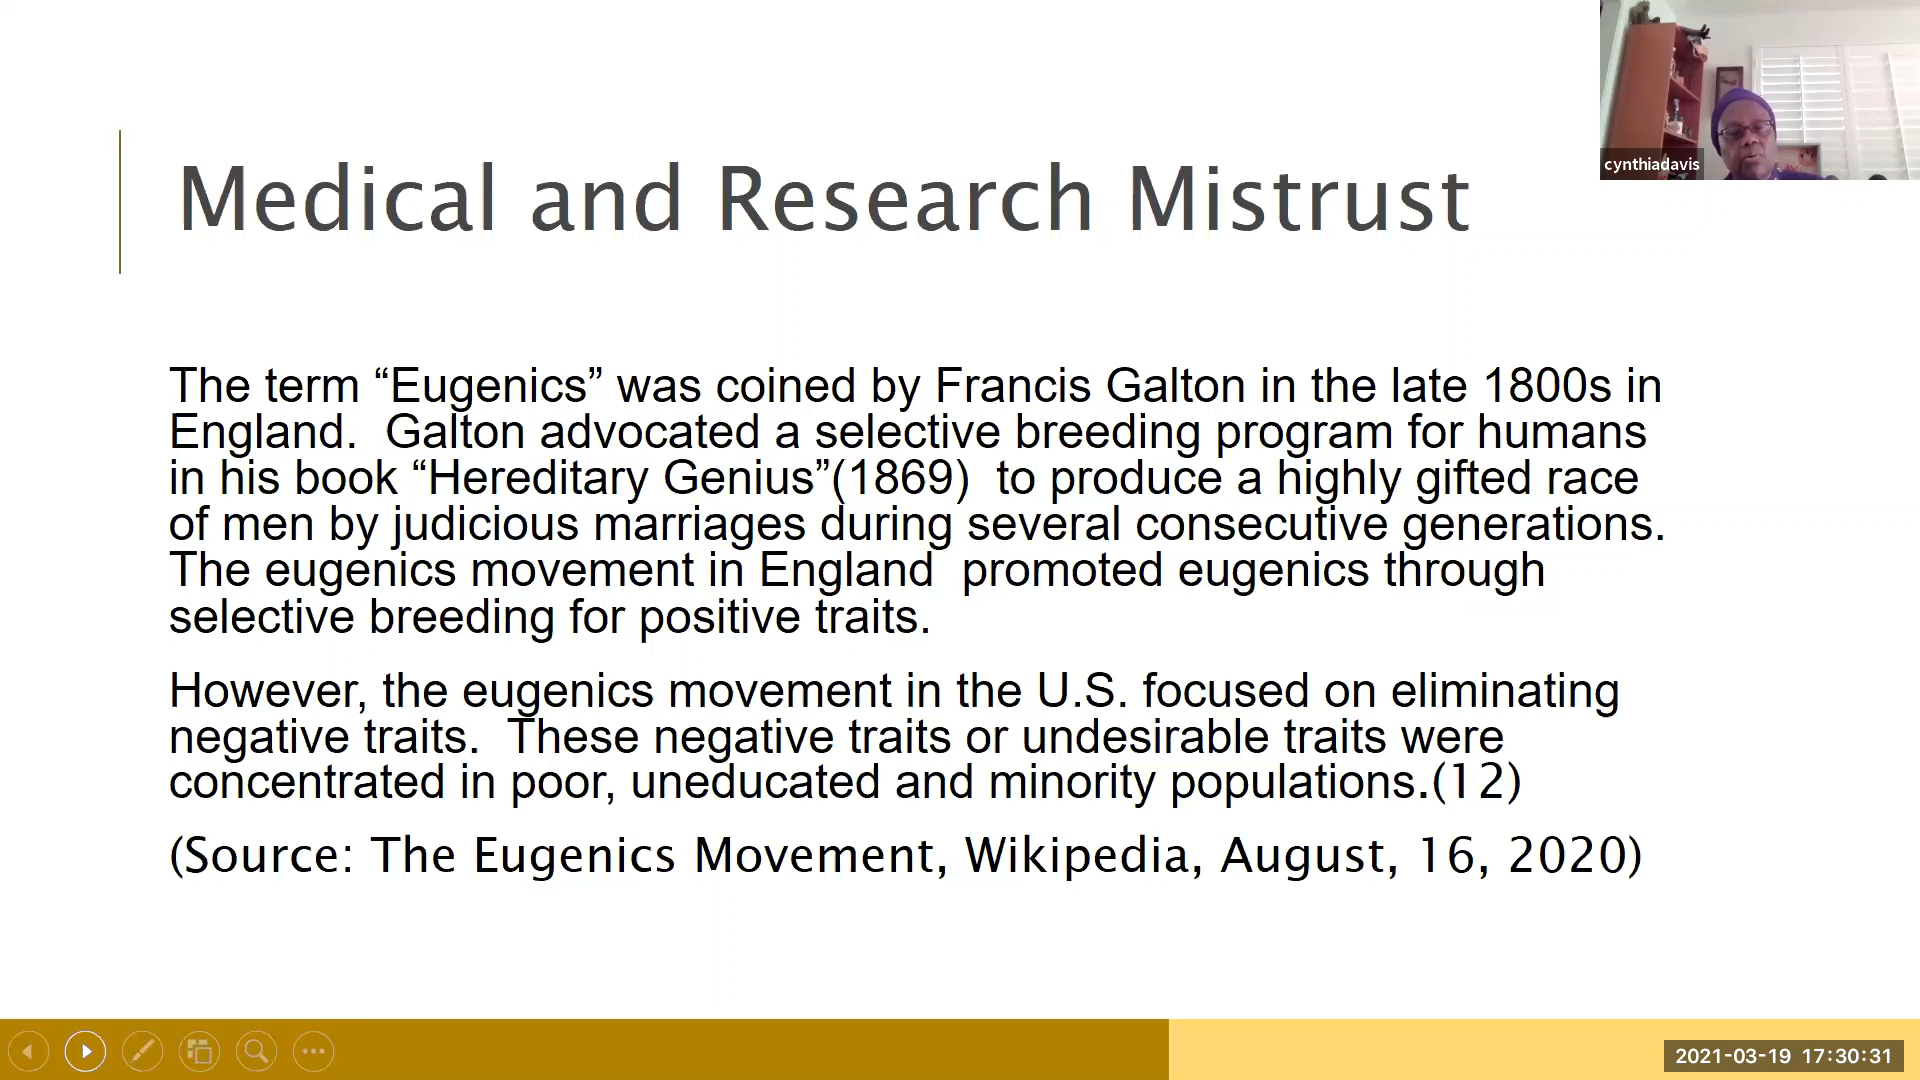 cynthiadavis
Medical and Research Mistrust
The term “Eugenics” was coined by Francis Galton in the late 1800s in
England.  Galton advocated a selective breeding program for humans
in his book “Hereditary Genius”(1869)  to produce a highly gifted race
of men by judicious marriages during several consecutive generations.
The eugenics movement in England  promoted eugenics through
selective breeding for positive traits.
However, the eugenics movement in the U.S. focused on eliminating
negative traits.  These negative traits or undesirable traits were
concentrated in poor, uneducated and minority populations.(12)
(Source: The Eugenics Movement, Wikipedia, August, 16, 2020)
2021-03-19 17:30:31